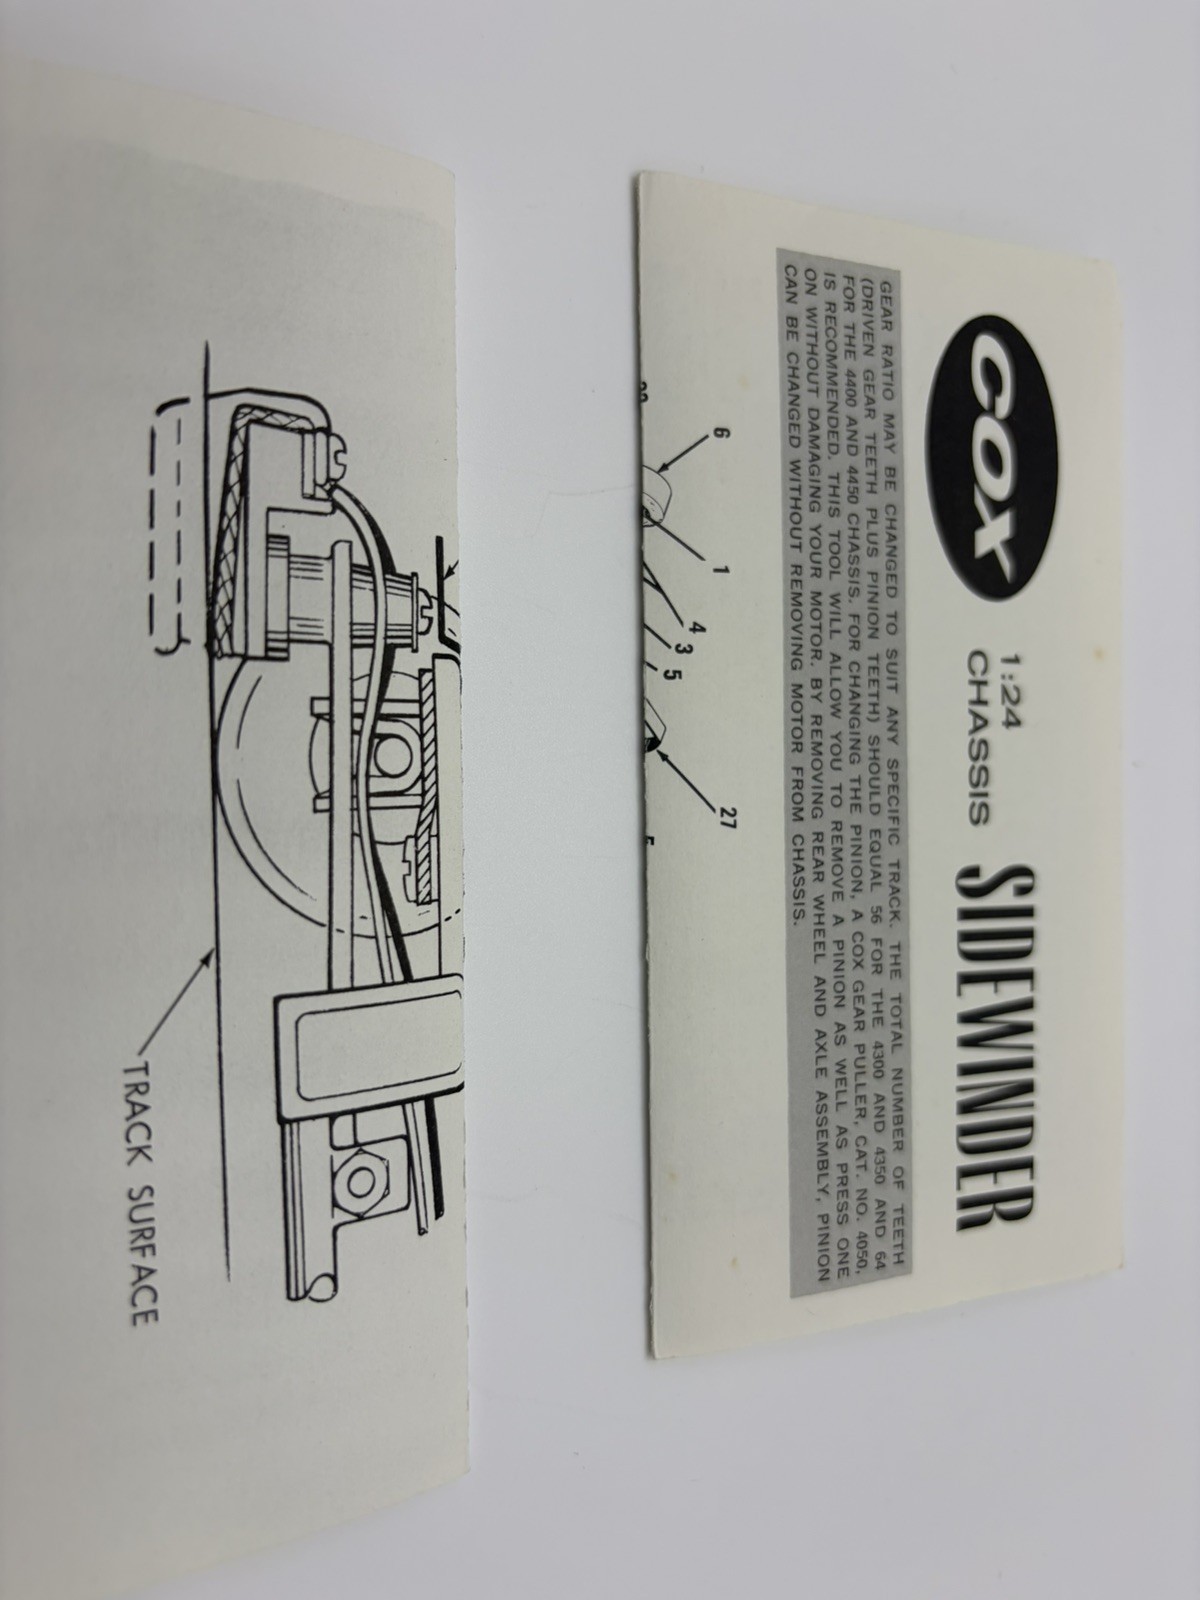 COX
1:24
CHASSIS
SIDEWINDER
GEAR RATIO MAY BE CHANGED TO SUIT ANY SPECIFIC TRACK. THE TOTAL NUMBER OF TEETH
(DRIVEN GEAR TEETH PLUS PINION TEETH) SHOULD EQUAL 56 FOR THE 4300 AND 4350 AND 64
FOR THE 4400 AND 4450 CHASSIS. FOR CHANGING THE PINION, A COX GEAR PULLER, CAT. NO. 4050,
IS RECOMMENDED. THIS TOOL WILL ALLOW YOU TO REMOVE A PINION AS WELL AS PRESS ONE
ON WITHOUT DAMAGING YOUR MOTOR. BY REMOVING REAR WHEEL AND AXLE ASSEMBLY, PINION
CAN BE CHANGED WITHOUT REMOVING MOTOR FROM CHASSIS.
6
1
4
3
5
27
TRACK SURFACE